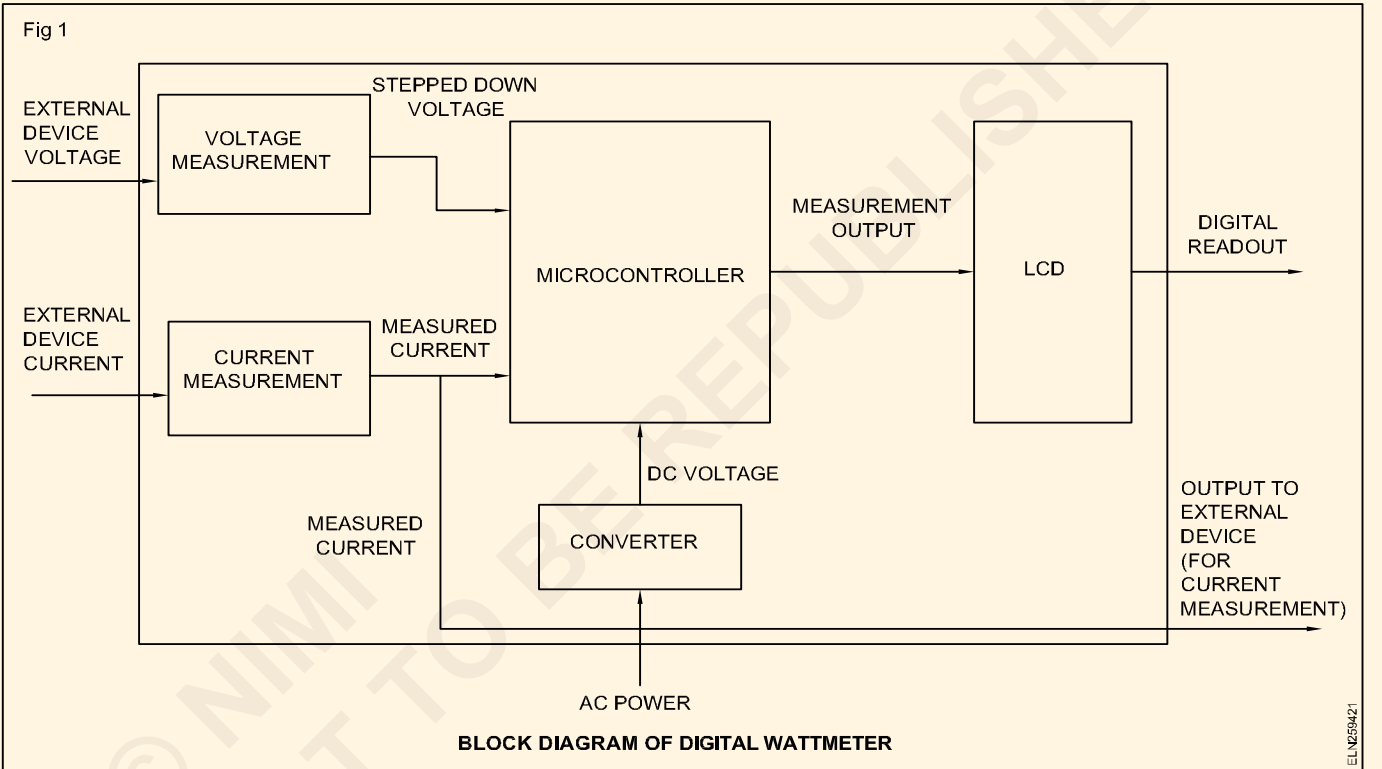 Fig 1
EXTERNAL
DEVICE
VOLTAGE
VOLTAGE
MEASUREMENT
STEPPED DOWN
VOLTAGE
MICROCONTROLLER
MEASUREMENT
OUTPUT
LCD
DIGITAL
READOUT
EXTERNAL
DEVICE
CURRENT
CURRENT
MEASUREMENT
MEASURED
CURRENT
DC VOLTAGE
MEASURED
CURRENT
CONVERTER
OUTPUT TO
EXTERNAL
DEVICE
(FOR
CURRENT
MEASUREMENT)
AC POWER
BLOCK DIAGRAM OF DIGITAL WATTMETER
ELN259421
© NIMI
TO BE REPUBLISHE